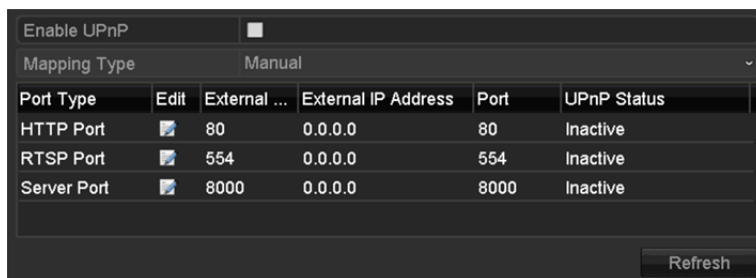 Enable UPnP
Mapping Type Manual
Port Type Edit External ... External IP Address Port UPnP Status
HTTP Port 80 0.0.0.0 80 Inactive
RTSP Port 554 0.0.0.0 554 Inactive
Server Port 8000 0.0.0.0 8000 Inactive
Refresh